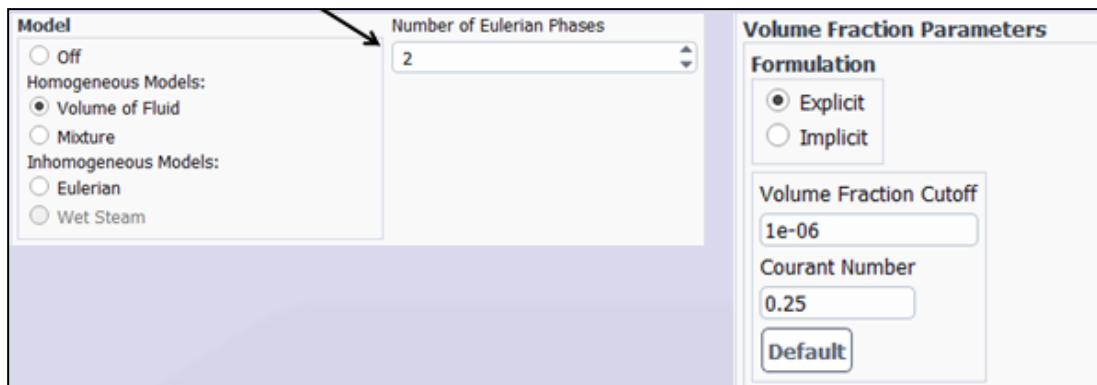 Model
Off
Homogeneous Models:
Volume of Fluid
Mixture
Inhomogeneous Models:
Eulerian
Wet Steam
Number of Eulerian Phases
2
Volume Fraction Parameters
Formulation
Explicit
Implicit
Volume Fraction Cutoff
1e-06
Courant Number
0.25
Default